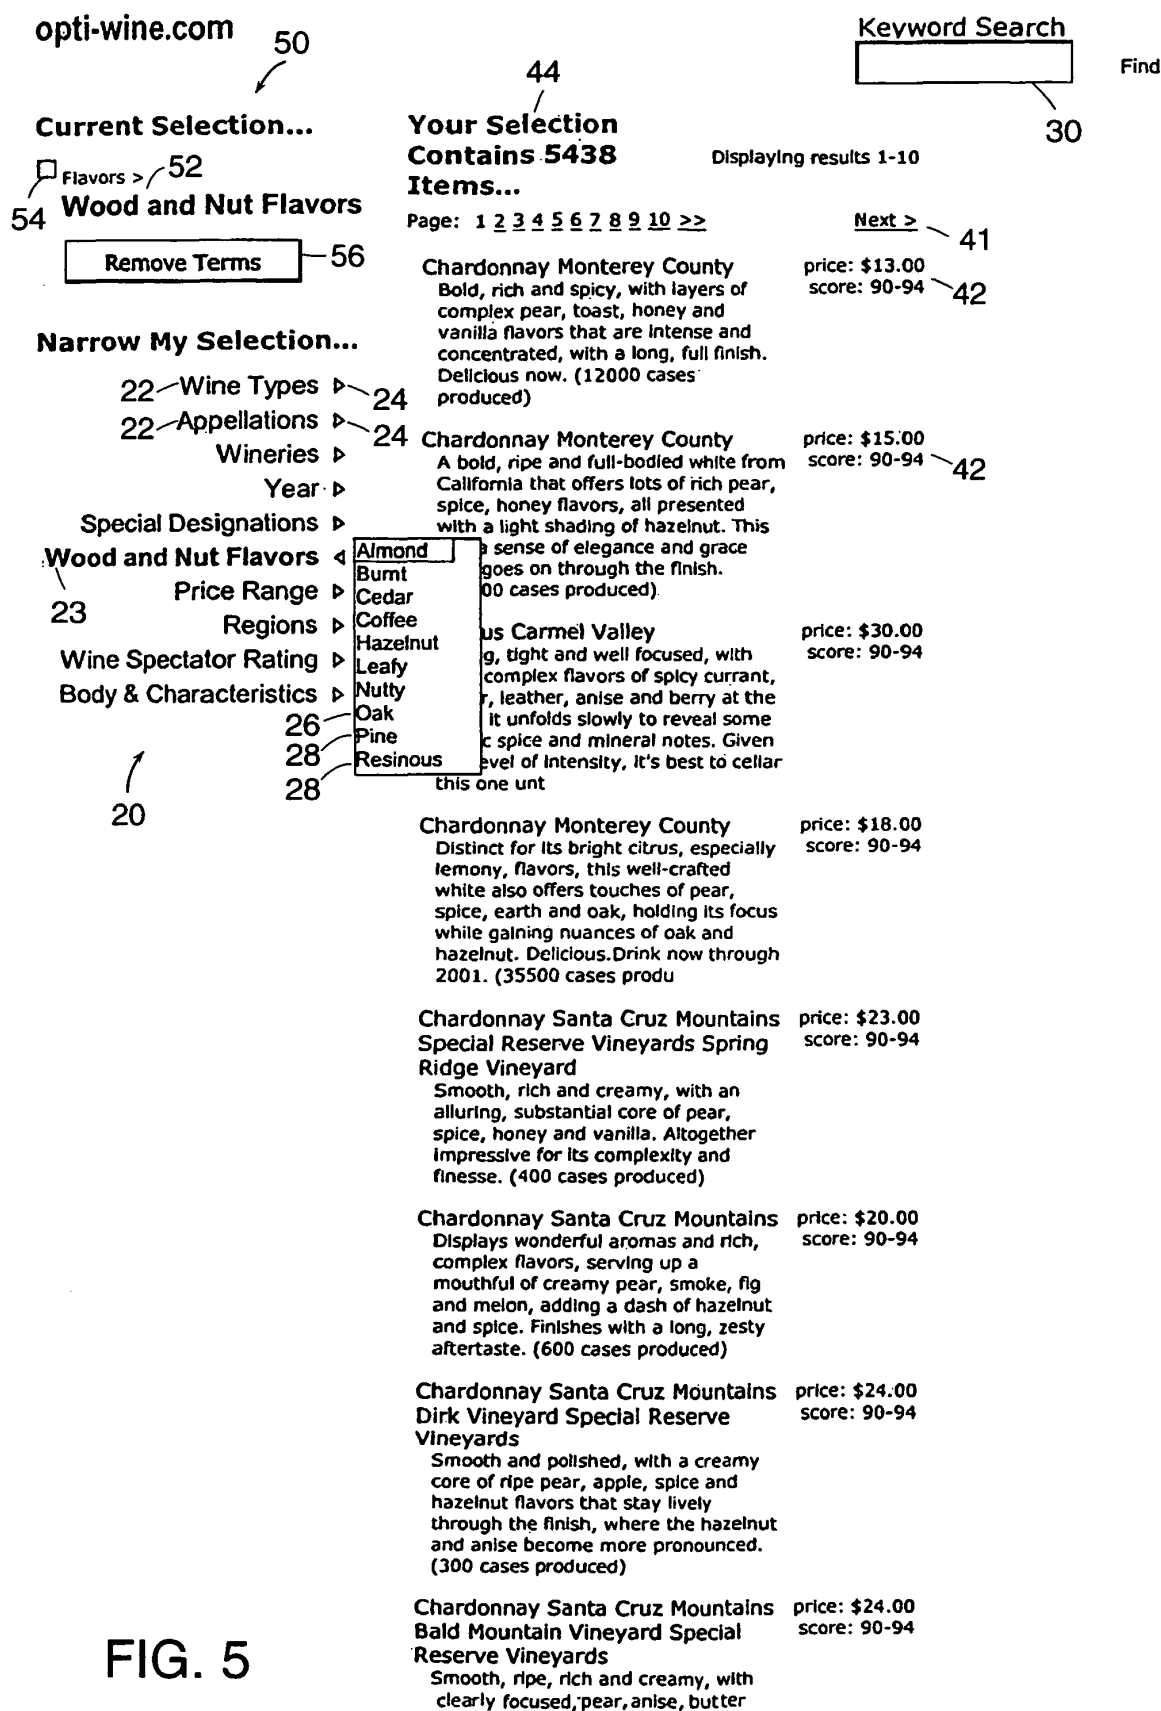 opti-wine.com
50
Keyword Search
Find
30
Current Selection...
Flavors >
52
54
Wood and Nut Flavors
Remove Terms
56
Narrow My Selection...
22 Wine Types 24
22 Appellations 24
Wineries
Year
Special Designations
Wood and Nut Flavors
23
Price Range
Regions
Wine Spectator Rating
Body & Characteristics
20
Almond
Burnt
Cedar
Coffee
Hazelnut
Leafy
Nutty
26 Oak
28 Pine
28 Resinous
44
Your Selection
Contains 5438
Items...
Displaying results 1-10
Page: 1 2 3 4 5 6 7 8 9 10 >>
Next >
41
Chardonnay Monterey County
price: $13.00
score: 90-94
42
Bold, rich and spicy, with layers of
complex pear, toast, honey and
vanilla flavors that are intense and
concentrated, with a long, full finish.
Delicious now. (12000 cases
produced)
Chardonnay Monterey County
price: $15.00
score: 90-94
42
A bold, ripe and full-bodied white from
California that offers lots of rich pear,
spice, honey flavors, all presented
with a light shading of hazelnut. This
sense of elegance and grace
goes on through the finish.
00 cases produced)
us Carmel Valley
price: $30.00
score: 90-94
g, tight and well focused, with
complex flavors of spicy currant,
r, leather, anise and berry at the
it unfolds slowly to reveal some
c spice and mineral notes. Given
evel of intensity, it's best to cellar
this one unt
Chardonnay Monterey County
price: $18.00
score: 90-94
Distinct for its bright citrus, especially
lemony, flavors, this well-crafted
white also offers touches of pear,
spice, earth and oak, holding its focus
while gaining nuances of oak and
hazelnut. Delicious.Drink now through
2001. (35500 cases produ
Chardonnay Santa Cruz Mountains
Special Reserve Vineyards Spring
Ridge Vineyard
price: $23.00
score: 90-94
Smooth, rich and creamy, with an
alluring, substantial core of pear,
spice, honey and vanilla. Altogether
impressive for its complexity and
finesse. (400 cases produced)
Chardonnay Santa Cruz Mountains
price: $20.00
score: 90-94
Displays wonderful aromas and rich,
complex flavors, serving up a
mouthful of creamy pear, smoke, fig
and melon, adding a dash of hazelnut
and spice. Finishes with a long, zesty
aftertaste. (600 cases produced)
Chardonnay Santa Cruz Mountains
Dirk Vineyard Special Reserve
Vineyards
price: $24.00
score: 90-94
Smooth and polished, with a creamy
core of ripe pear, apple, spice and
hazelnut flavors that stay lively
through the finish, where the hazelnut
and anise become more pronounced.
(300 cases produced)
Chardonnay Santa Cruz Mountains
Bald Mountain Vineyard Special
Reserve Vineyards
price: $24.00
score: 90-94
Smooth, ripe, rich and creamy, with
clearly focused, pear, anise, butter
FIG. 5